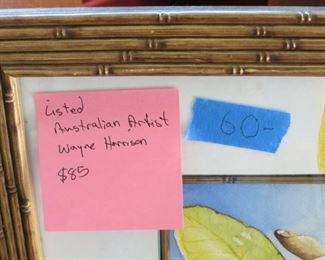 Listed
Australian Artist
Wayne Harrison
$85
60-